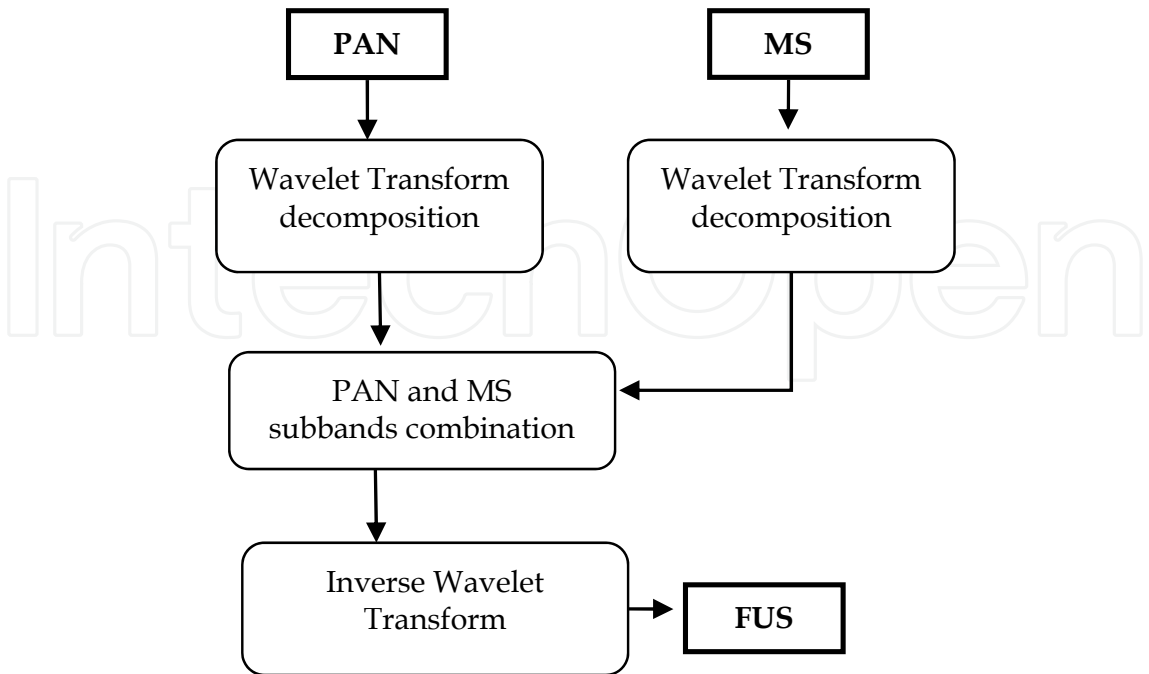 PAN
MS
Wavelet Transform
decomposition
Wavelet Transform
decomposition
IntechOpen
PAN and MS
subbands combination
Inverse Wavelet
Transform
FUS